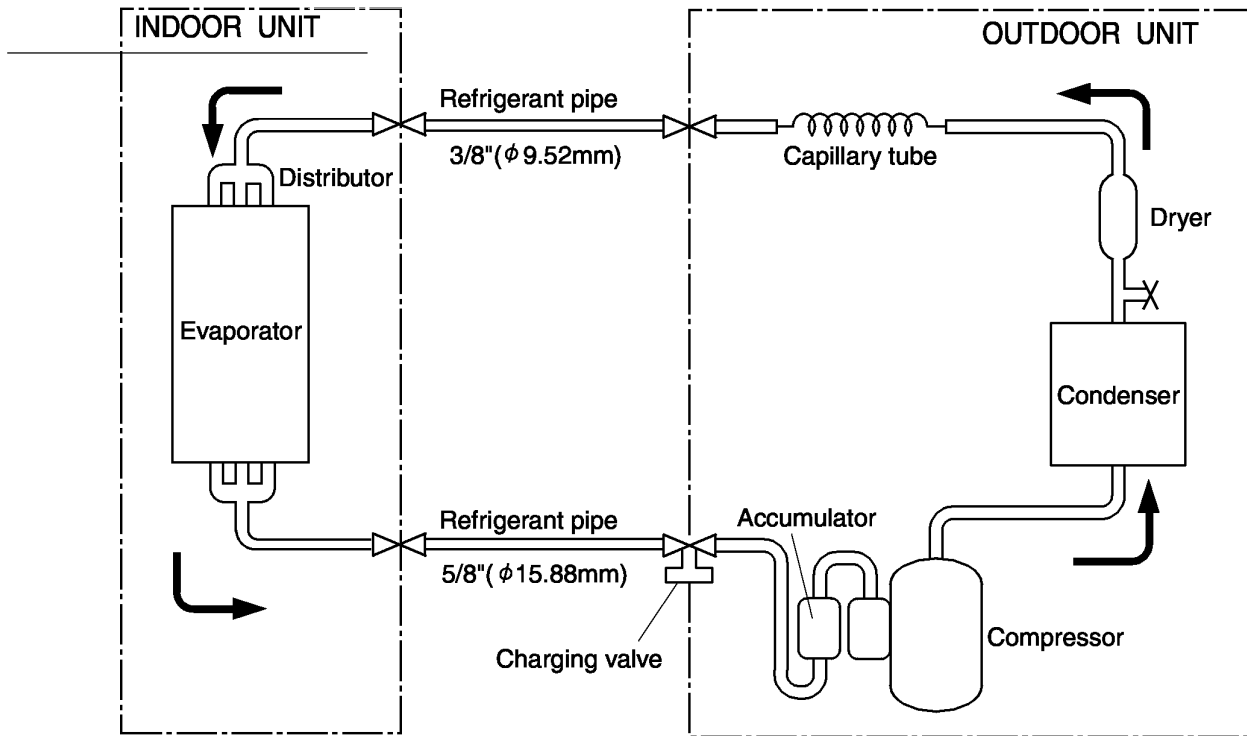 INDOOR UNIT
OUTDOOR UNIT
Refrigerant pipe
3/8"(ϕ9.52mm)
Capillary tube
Distributor
Dryer
Evaporator
Condenser
Refrigerant pipe
5/8"(ϕ15.88mm)
Accumulator
Charging valve
Compressor